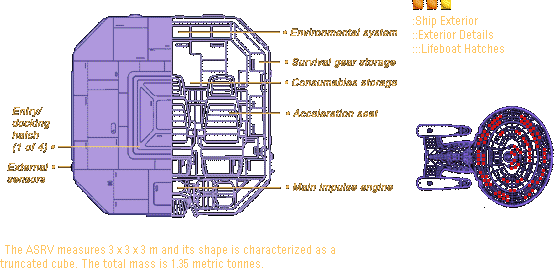 :Ship Exterior
::Exterior Details
:::Lifeboat Hatches
Environmental system
Survival gear storage
Consumables storage
Acceleration seat
Entry/
docking
hatch
(1 of 4)
External
sensors
Main impulse engine
The ASRV measures 3 x 3 x 3 m and its shape is characterized as a
truncated cube. The total mass is 1.35 metric tonnes.